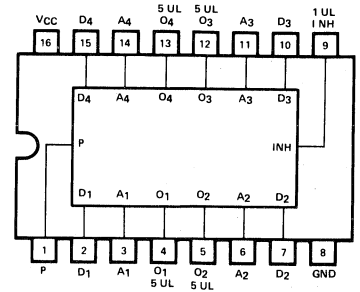 5 UL 5 UL 1 UL
VCC D4 A4 O4 O3 A3 D3 I NH
16 15 14 13 12 11 10 9
D4 A4 O4 O3 A3 D3
P INH
D1 A1 O1 O2 A2 D2
1 2 3 4 5 6 7 8
P D1 A1 O1 O2 A2 D2 GND
5 UL 5 UL